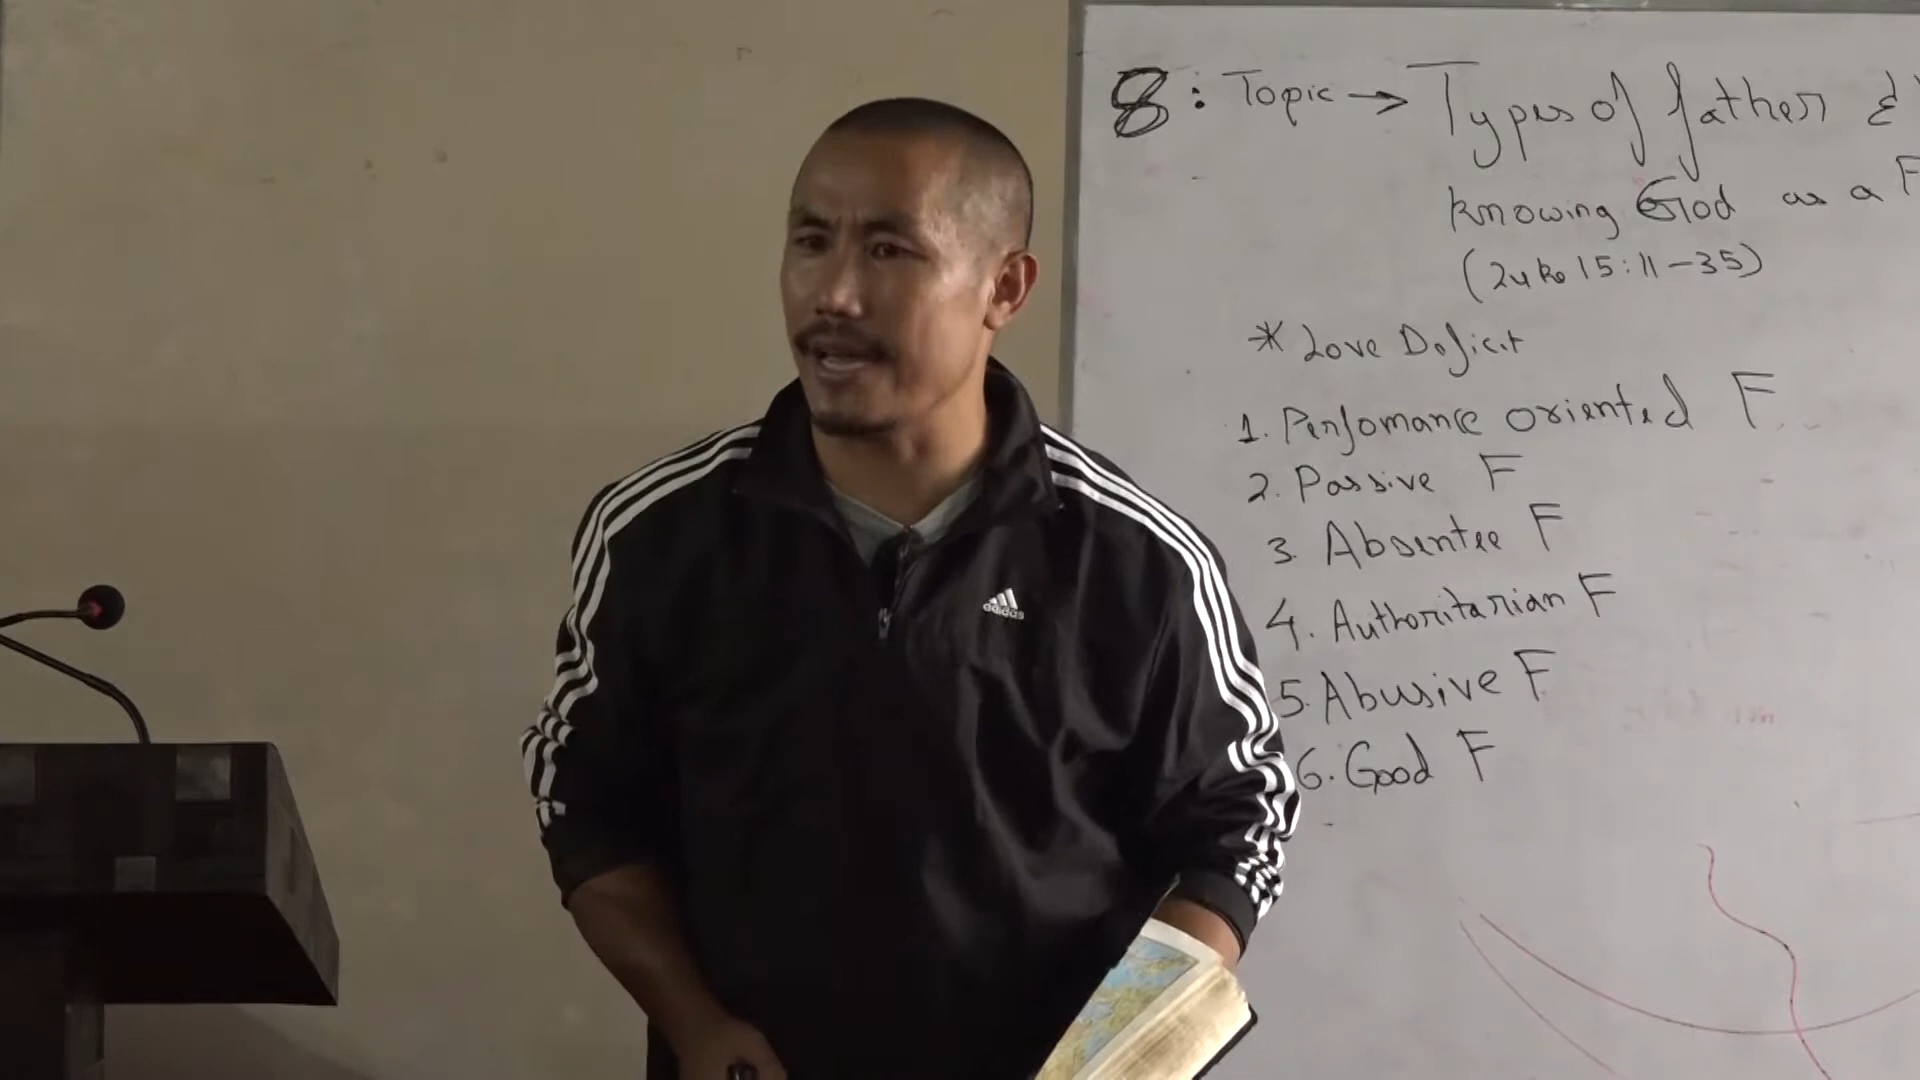 8: Topic → Types of father &
knowing God as a F
(Luke 15:11-35)
* Love Deficit
1. Perfomance oriented F
2. Passive F
3. Absentee F
4. Authoritarian F
5. Abusive F
6. Good F
adidas